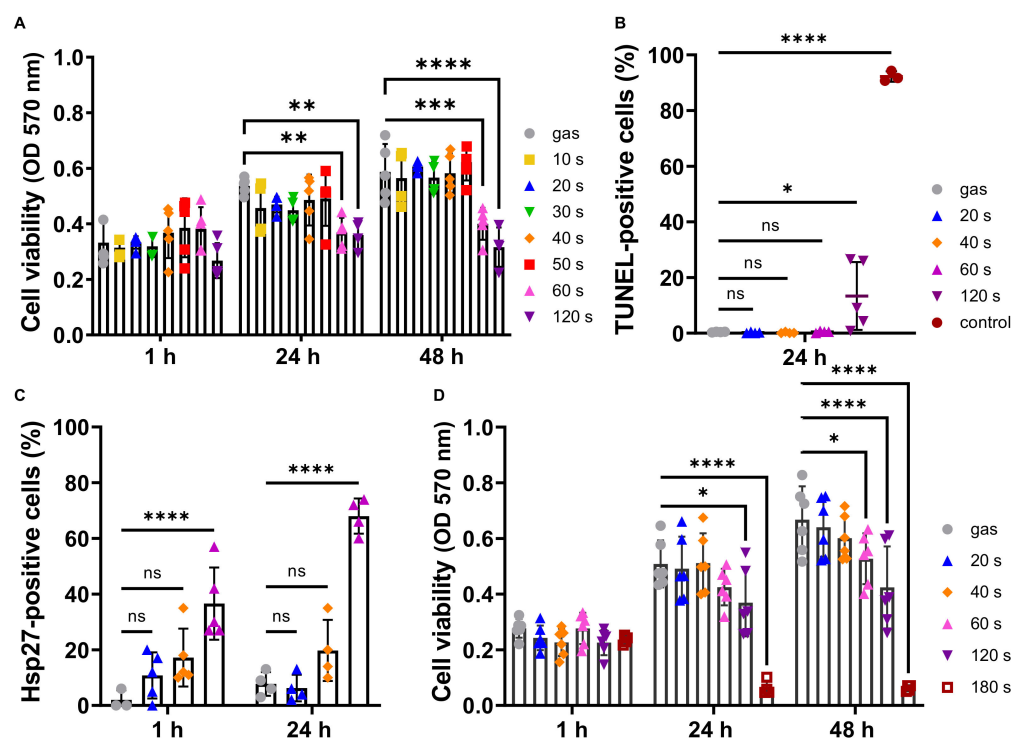 A
Cell viability (OD 570 nm)
1.0
0.8
0.6
0.4
0.2
0.0
****
***
**
**
1 h
24 h
48 h
gas
10 s
20 s
30 s
40 s
50 s
60 s
120 s
B
TUNEL-positive cells (%)
100
80
60
40
20
0
****
*
ns
ns
ns
24 h
gas
20 s
40 s
60 s
120 s
control
C
Hsp27-positive cells (%)
100
80
60
40
20
0
****
ns
ns
****
ns
ns
1 h
24 h
D
Cell viability (OD 570 nm)
1.0
0.8
0.6
0.4
0.2
0.0
****
*
****
****
*
1 h
24 h
48 h
gas
20 s
40 s
60 s
120 s
180 s